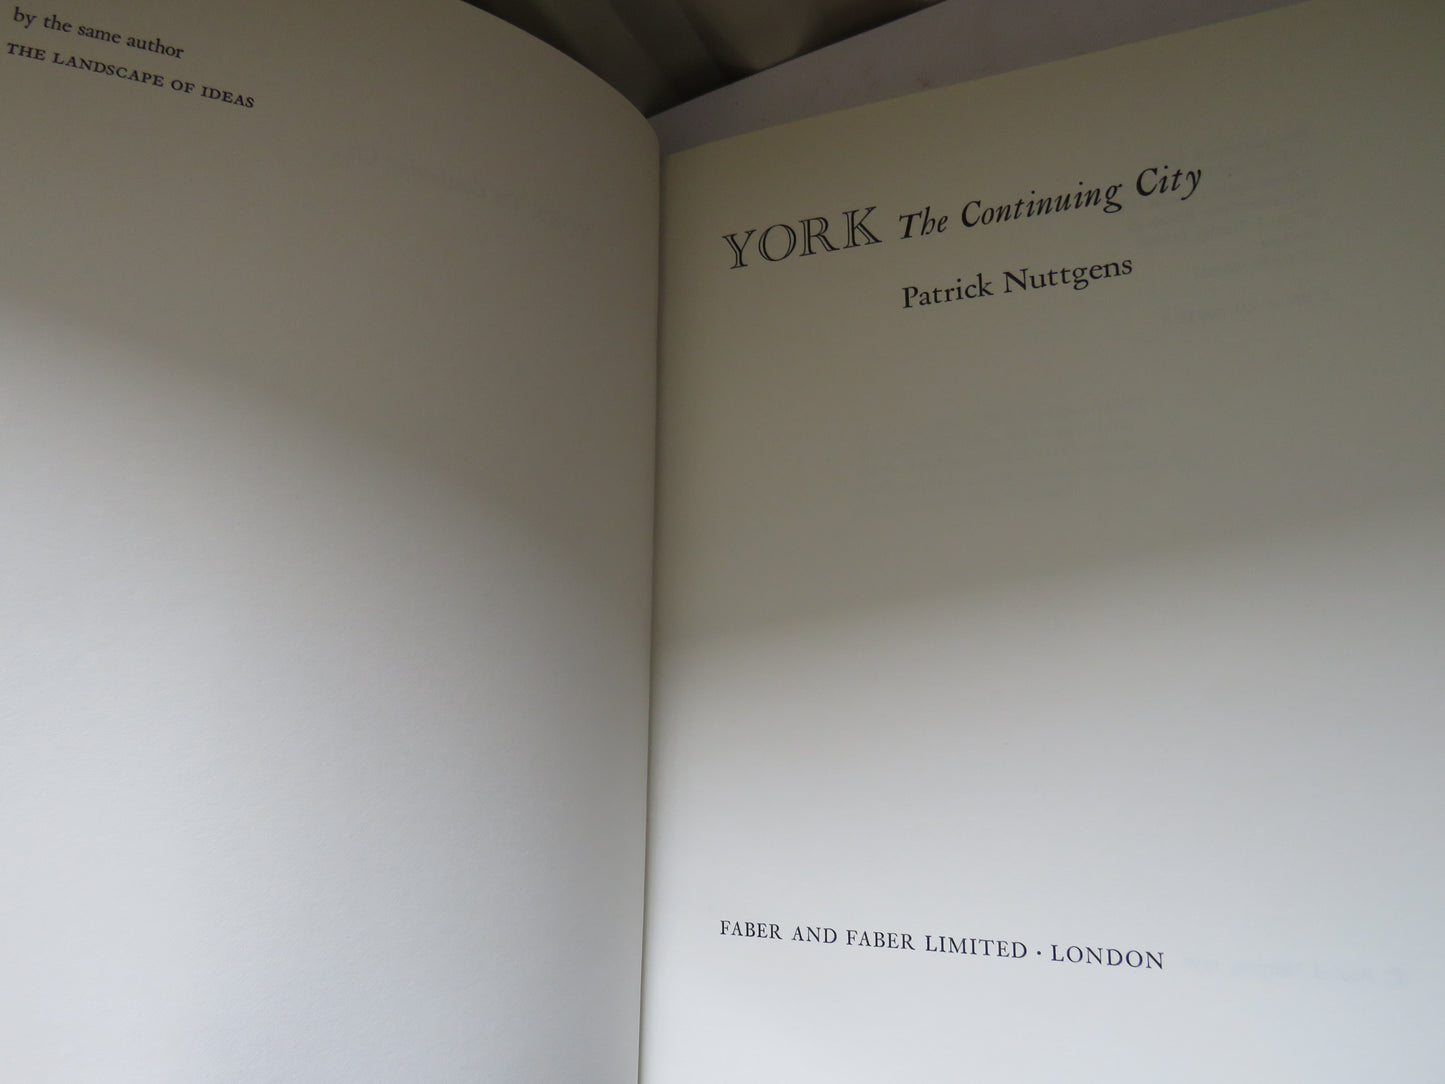 by the same author
THE LANDSCAPE OF IDEAS
YORK The Continuing City
Patrick Nuttgens
FABER AND FABER LIMITED · LONDON